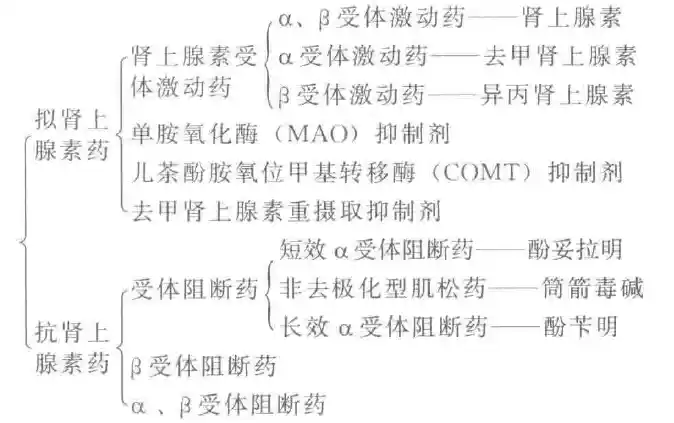 α、β受体激动药——肾上腺素
肾上腺素受
体激动药
α受体激动药——去甲肾上腺素
β受体激动药——异丙肾上腺素
拟肾上
腺素药
单胺氧化酶（MAO）抑制剂
儿茶酚胺氧位甲基转移酶（COMT）抑制剂
去甲肾上腺素重摄取抑制剂
短效α受体阻断药——酚妥拉明
受体阻断药
非去极化型肌松药——筒箭毒碱
长效α受体阻断药——酚苄明
抗肾上
腺素药
β受体阻断药
α、β受体阻断药